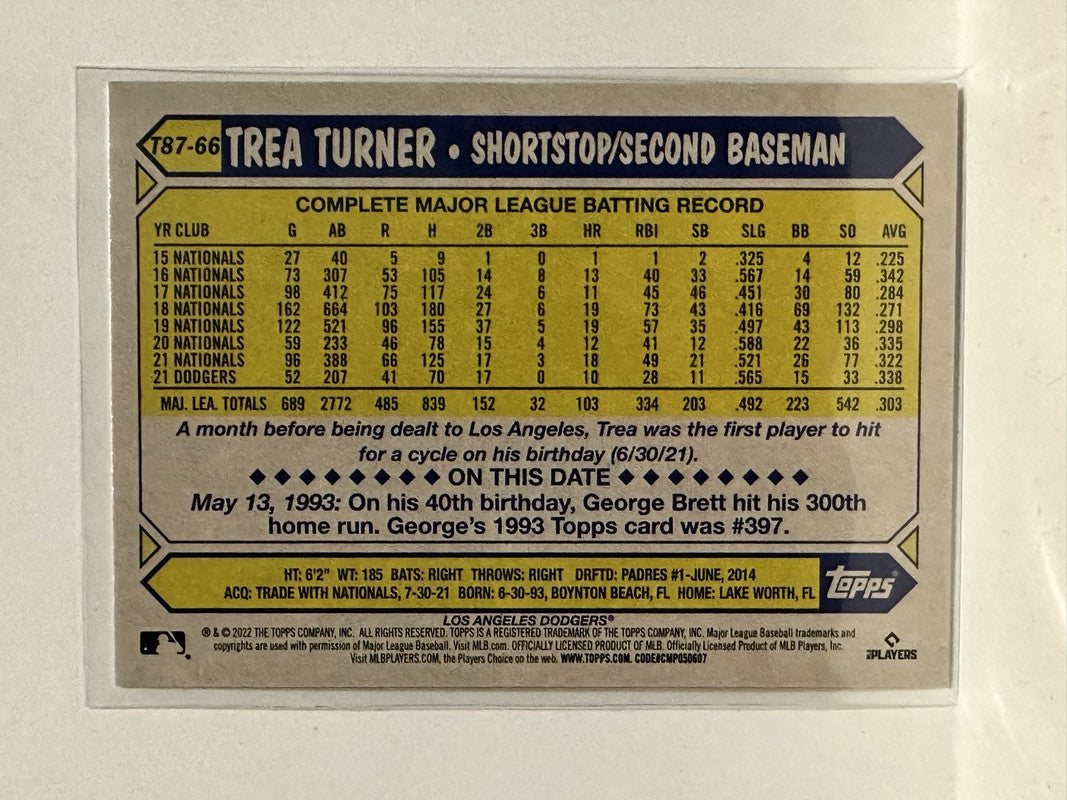 T87-66 TREA TURNER • SHORTSTOP/SECOND BASEMAN
COMPLETE MAJOR LEAGUE BATTING RECORD
YR CLUB G AB R H 2B 3B HR RBI SB SLG BB SO AVG
15 NATIONALS 27 40 5 9 1 0 1 1 2 .325 4 12 .225
16 NATIONALS 73 307 53 105 14 8 13 40 33 .567 14 59 .342
17 NATIONALS 98 412 75 117 24 6 11 45 46 .451 30 80 .284
18 NATIONALS 162 664 103 180 27 6 19 73 43 .416 69 132 .271
19 NATIONALS 122 521 96 155 37 5 19 57 35 .497 43 113 .298
20 NATIONALS 59 233 46 78 15 4 12 41 12 .588 22 36 .335
21 NATIONALS 96 388 66 125 17 3 18 49 21 .521 26 77 .322
21 DODGERS 52 207 41 70 17 0 10 28 11 .565 15 33 .338
MAJ. LEA. TOTALS 689 2772 485 839 152 32 103 334 203 .492 223 542 .303
A month before being dealt to Los Angeles, Trea was the first player to hit
for a cycle on his birthday (6/30/21).
◆ ◆ ◆ ◆ ◆ ◆ ◆ ◆ ON THIS DATE ◆ ◆ ◆ ◆ ◆ ◆ ◆ ◆
May 13, 1993: On his 40th birthday, George Brett hit his 300th
home run. George's 1993 Topps card was #397.
HT: 6'2" WT: 185 BATS: RIGHT THROWS: RIGHT DRFTD: PADRES #1-JUNE, 2014
ACQ: TRADE WITH NATIONALS, 7-30-21 BORN: 6-30-93, BOYNTON BEACH, FL HOME: LAKE WORTH, FL
topps®
LOS ANGELES DODGERS®
® & © 2022 THE TOPPS COMPANY, INC. ALL RIGHTS RESERVED. TOPPS IS A REGISTERED TRADEMARK OF THE TOPPS COMPANY, INC. Major League Baseball trademarks and
copyrights are used with permission of Major League Baseball. Visit MLB.com. OFFICIALLY LICENSED PRODUCT OF MLB. Officially Licensed Product of MLB Players, Inc.
Visit MLBPLAYERS.COM, the Players Choice on the web. WWW.TOPPS.COM. CODE#CMP050607
PLAYERS